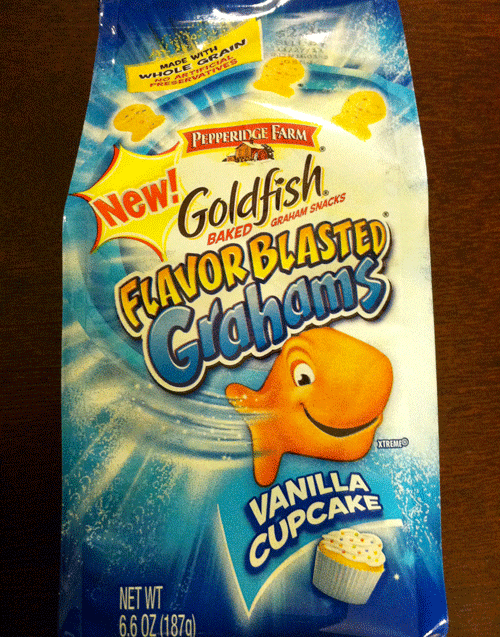 MADE WITH
WHOLE GRAIN
NO ARTIFICIAL
PRESERVATIVES
PEPPERIDGE FARM®
New!
Goldfish®
BAKED GRAHAM SNACKS
FLAVOR BLASTED®
Grahams
XTREME®
VANILLA
CUPCAKE
NET WT
6.6 OZ (187g)